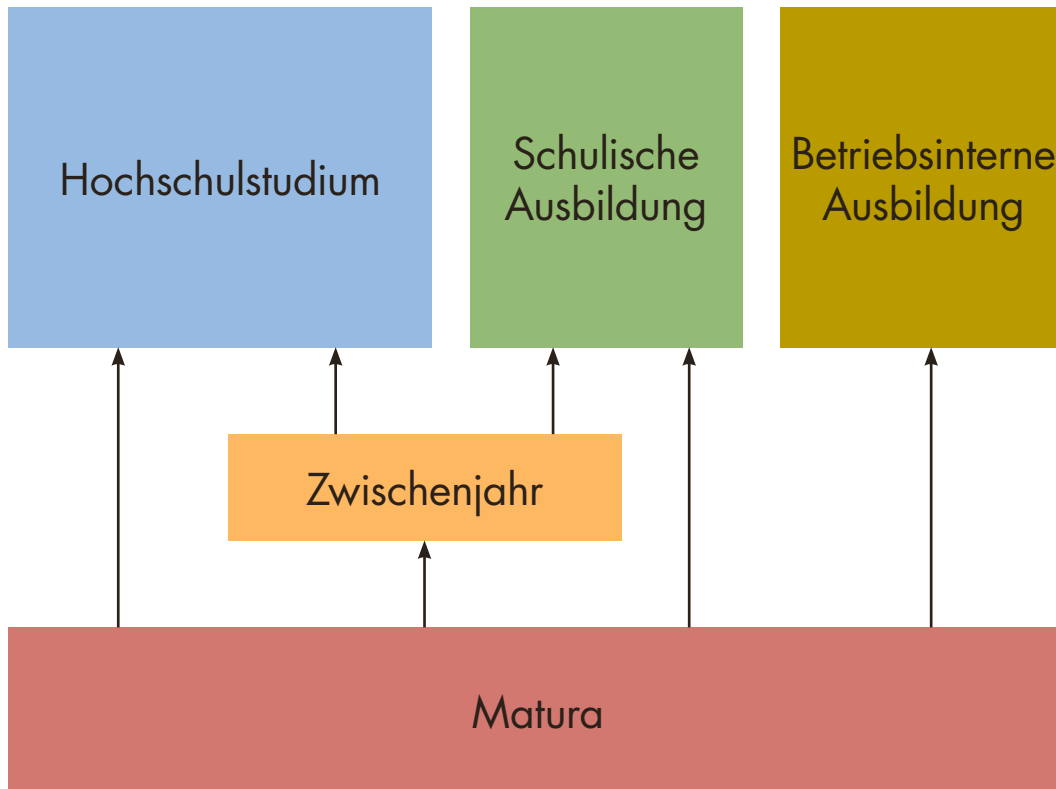 Hochschulstudium
Schulische
Ausbildung
Betriebsinterne
Ausbildung
Zwischenjahr
Matura